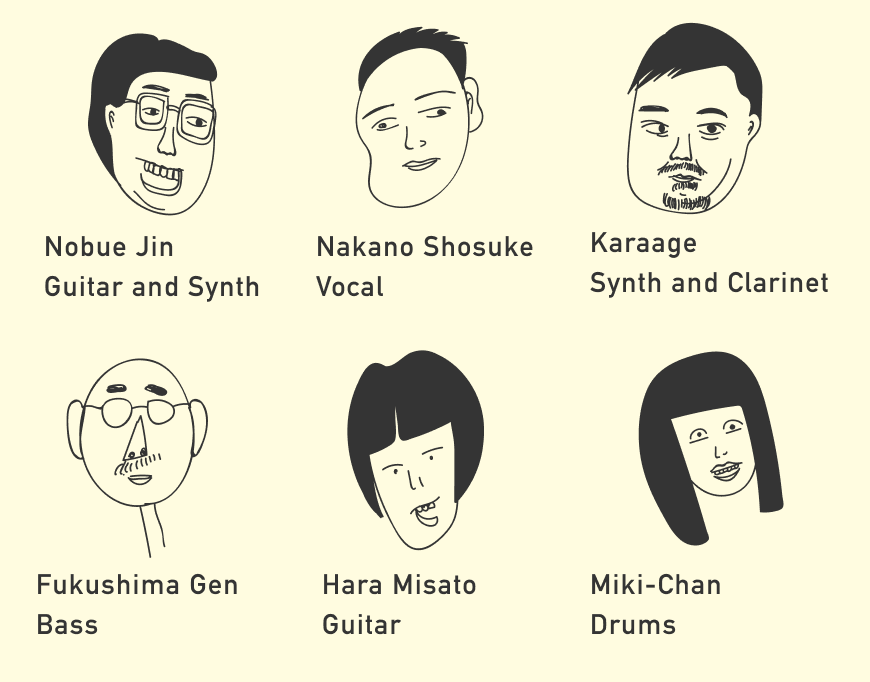 Nobue Jin
Guitar and Synth
Nakano Shosuke
Vocal
Karaage
Synth and Clarinet
Fukushima Gen
Bass
Hara Misato
Guitar
Miki-Chan
Drums